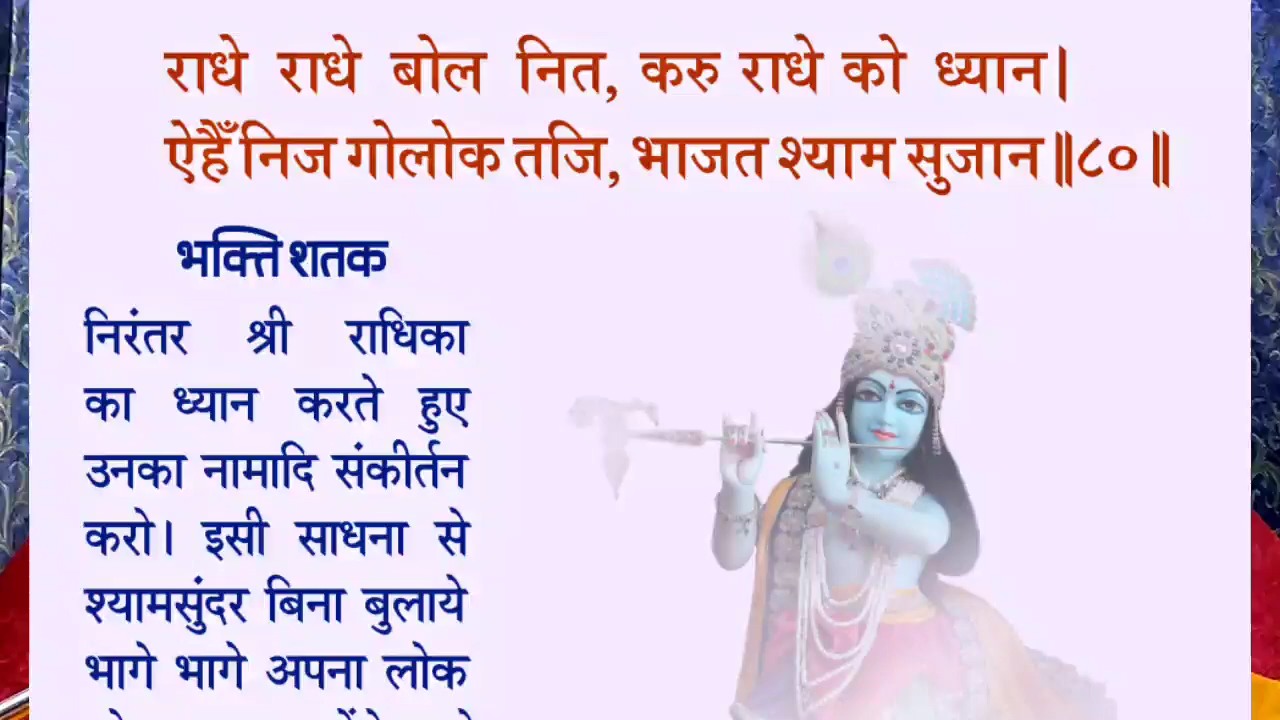 राधे राधे बोल नित, करु राधे को ध्यान।
ऐहैँ निज गोलोक तजि, भाजत श्याम सुजान॥८०॥
भक्ति शतक
निरंतर श्री राधिका
का ध्यान करते हुए
उनका नामादि संकीर्तन
करो। इसी साधना से
श्यामसुंदर बिना बुलाये
भागे भागे अपना लोक